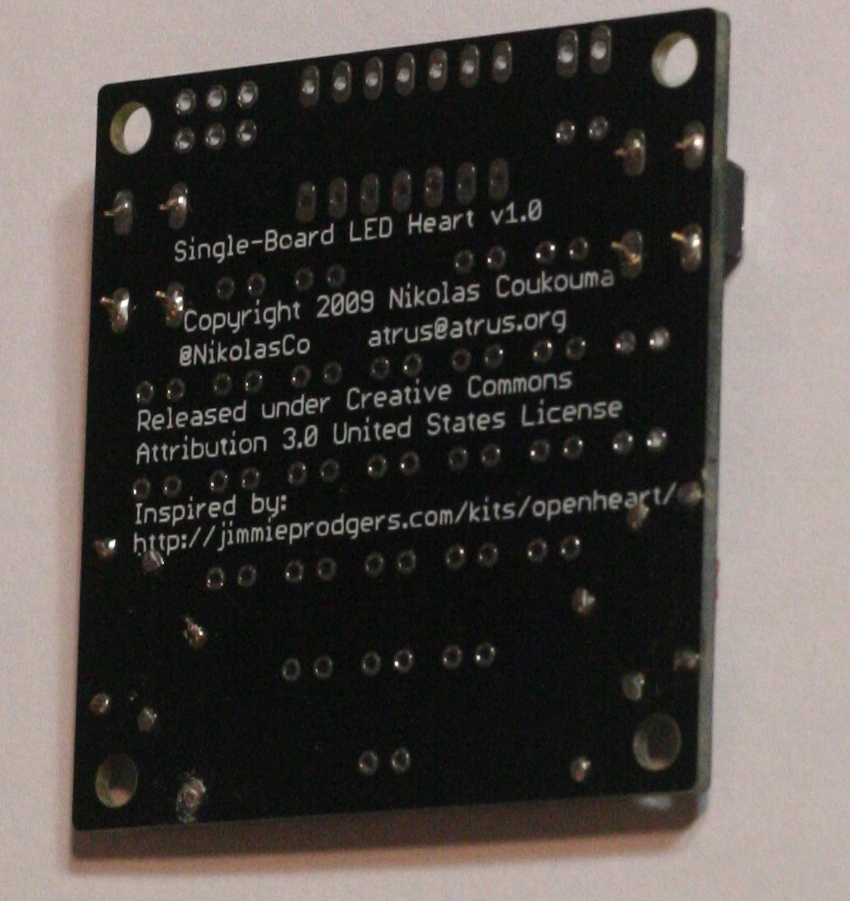 Single-Board LED Heart v1.0
Copyright 2009 Nikolas Coukouma
@NikolasCo atrus@atrus.org
Released under Creative Commons
Attribution 3.0 United States License
Inspired by:
http://jimmieprodgers.com/kits/openheart/